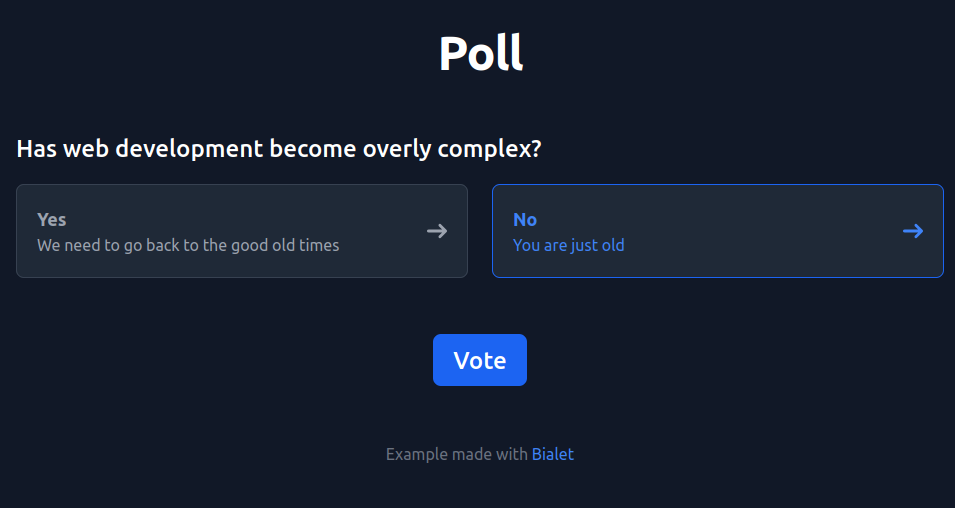 Poll
Has web development become overly complex?
Yes
We need to go back to the good old times
No
You are just old
Vote
Example made with Bialet